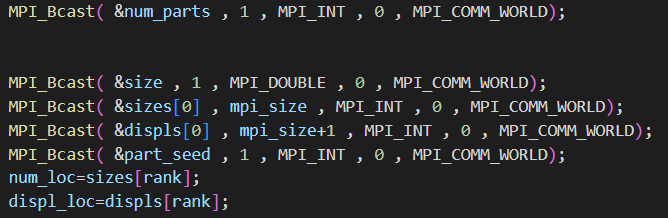 MPI_Bcast( &num_parts , 1 , MPI_INT , 0 , MPI_COMM_WORLD);
MPI_Bcast( &size , 1 , MPI_DOUBLE , 0 , MPI_COMM_WORLD);
MPI_Bcast( &sizes[0] , mpi_size , MPI_INT , 0 , MPI_COMM_WORLD);
MPI_Bcast( &displs[0] , mpi_size+1 , MPI_INT , 0 , MPI_COMM_WORLD);
MPI_Bcast( &part_seed , 1 , MPI_INT , 0 , MPI_COMM_WORLD);
num_loc=sizes[rank];
displ_loc=displs[rank];